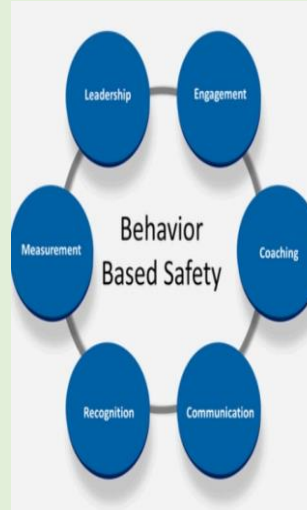 Leadership
Engagement
Measurement
Behavior
Based Safety
Coaching
Recognition
Communication